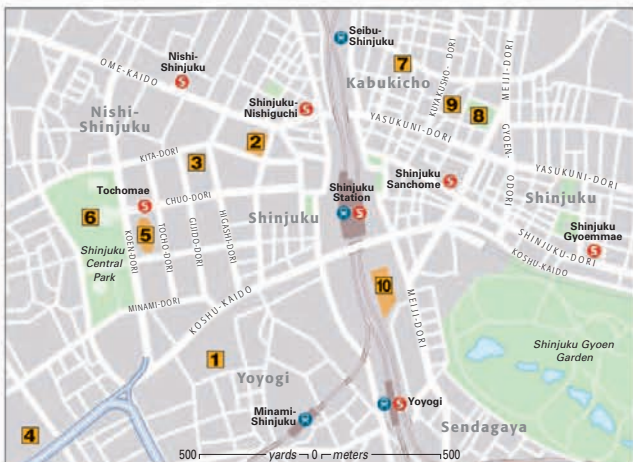 Seibu-
Shinjuku
7
Nishi-
Shinjuku
OME-KAIDO
Kabukicho
KUYAKUSHO-DORI
MEIJI-DORI
9
8
Shinjuku-
Nishiguchi
Nishi-
Shinjuku
2
YASUKUNI-DORI
GYOEN-
ODORI
KITA-DORI
3
YASUKUNI-DORI
Shinjuku
Sanchome
Tochomae
CHUO-DORI
Shinjuku
Station
Shinjuku
Shinjuku
6
5
KOEN-DORI
TOCHO-DORI
GIJIDO-DORI
HIGASHI-DORI
Shinjuku
Gyoemmae
SHINJUKU-DORI
KOSHU-KAIDO
Shinjuku
Central
Park
10
MEIJI-DORI
MINAMI-DORI
KOSHU-KAIDO
Shinjuku Gyoen
Garden
1
Yoyogi
Minami-
Shinjuku
Yoyogi
Sendagaya
4
500 yards 0 meters 500